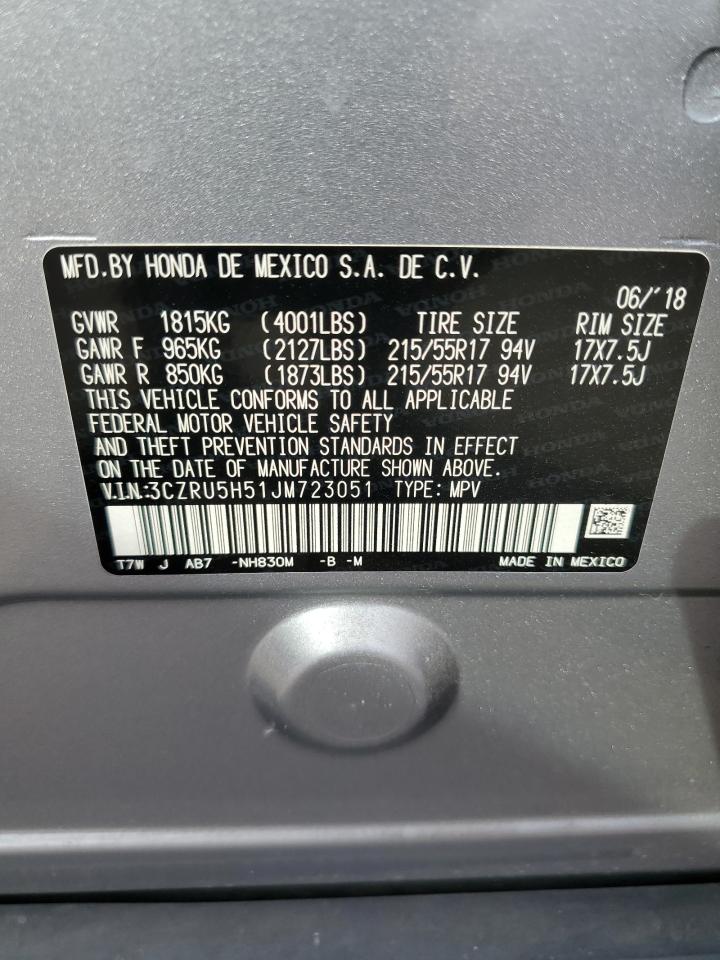 MFD.BY HONDA DE MEXICO S.A. DE C.V.
06/'18
GVWR 1815KG (4001LBS) TIRE SIZE RIM SIZE
GAWR F 965KG (2127LBS) 215/55R17 94V 17X7.5J
GAWR R 850KG (1873LBS) 215/55R17 94V 17X7.5J
THIS VEHICLE CONFORMS TO ALL APPLICABLE
FEDERAL MOTOR VEHICLE SAFETY
AND THEFT PREVENTION STANDARDS IN EFFECT
ON THE DATE OF MANUFACTURE SHOWN ABOVE.
V.I.N:3CZRU5H51JM723051 TYPE: MPV
T7W J AB7 -NH830M -B -M MADE IN MEXICO